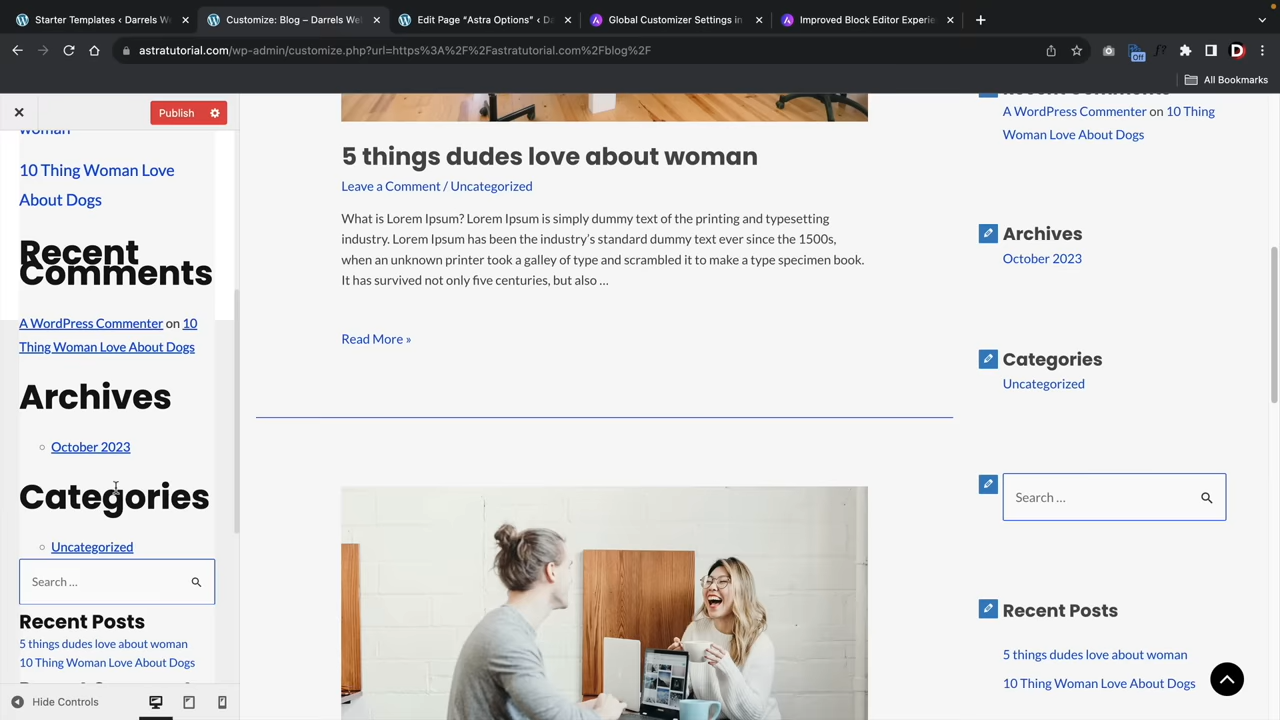 Starter Templates ‹ Darrels W
Customize: Blog – Darrels We
Edit Page “Astra Options” ‹ Da
Global Customizer Settings in
Improved Block Editor Experie
astratutorial.com/wp-admin/customize.php?url=https%3A%2F%2Fastratutorial.com%2Fblog%2F
Off
D
All Bookmarks
Publish
woman
10 Thing Woman Love
About Dogs
Recent
Comments
A WordPress Commenter on 10
Thing Woman Love About Dogs
Archives
October 2023
Categories
Uncategorized
Search ...
Recent Posts
5 things dudes love about woman
10 Thing Woman Love About Dogs
Hide Controls
5 things dudes love about woman
Leave a Comment / Uncategorized
What is Lorem Ipsum? Lorem Ipsum is simply dummy text of the printing and typesetting
industry. Lorem Ipsum has been the industry’s standard dummy text ever since the 1500s,
when an unknown printer took a galley of type and scrambled it to make a type specimen book.
It has survived not only five centuries, but also …
Read More »
Recent Comments
A WordPress Commenter on 10 Thing
Woman Love About Dogs
Archives
October 2023
Categories
Uncategorized
Search ...
Recent Posts
5 things dudes love about woman
10 Thing Woman Love About Dogs